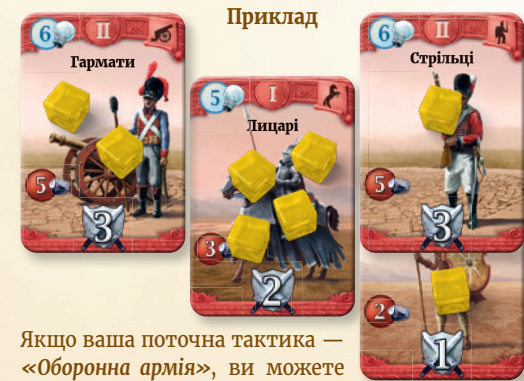 Приклад
6 II
Гармати
5
3
5 I
Лицарі
3
2
6 II
Стрільці
5
3
2
1
Якщо ваша поточна тактика —
«Оборонна армія», ви можете